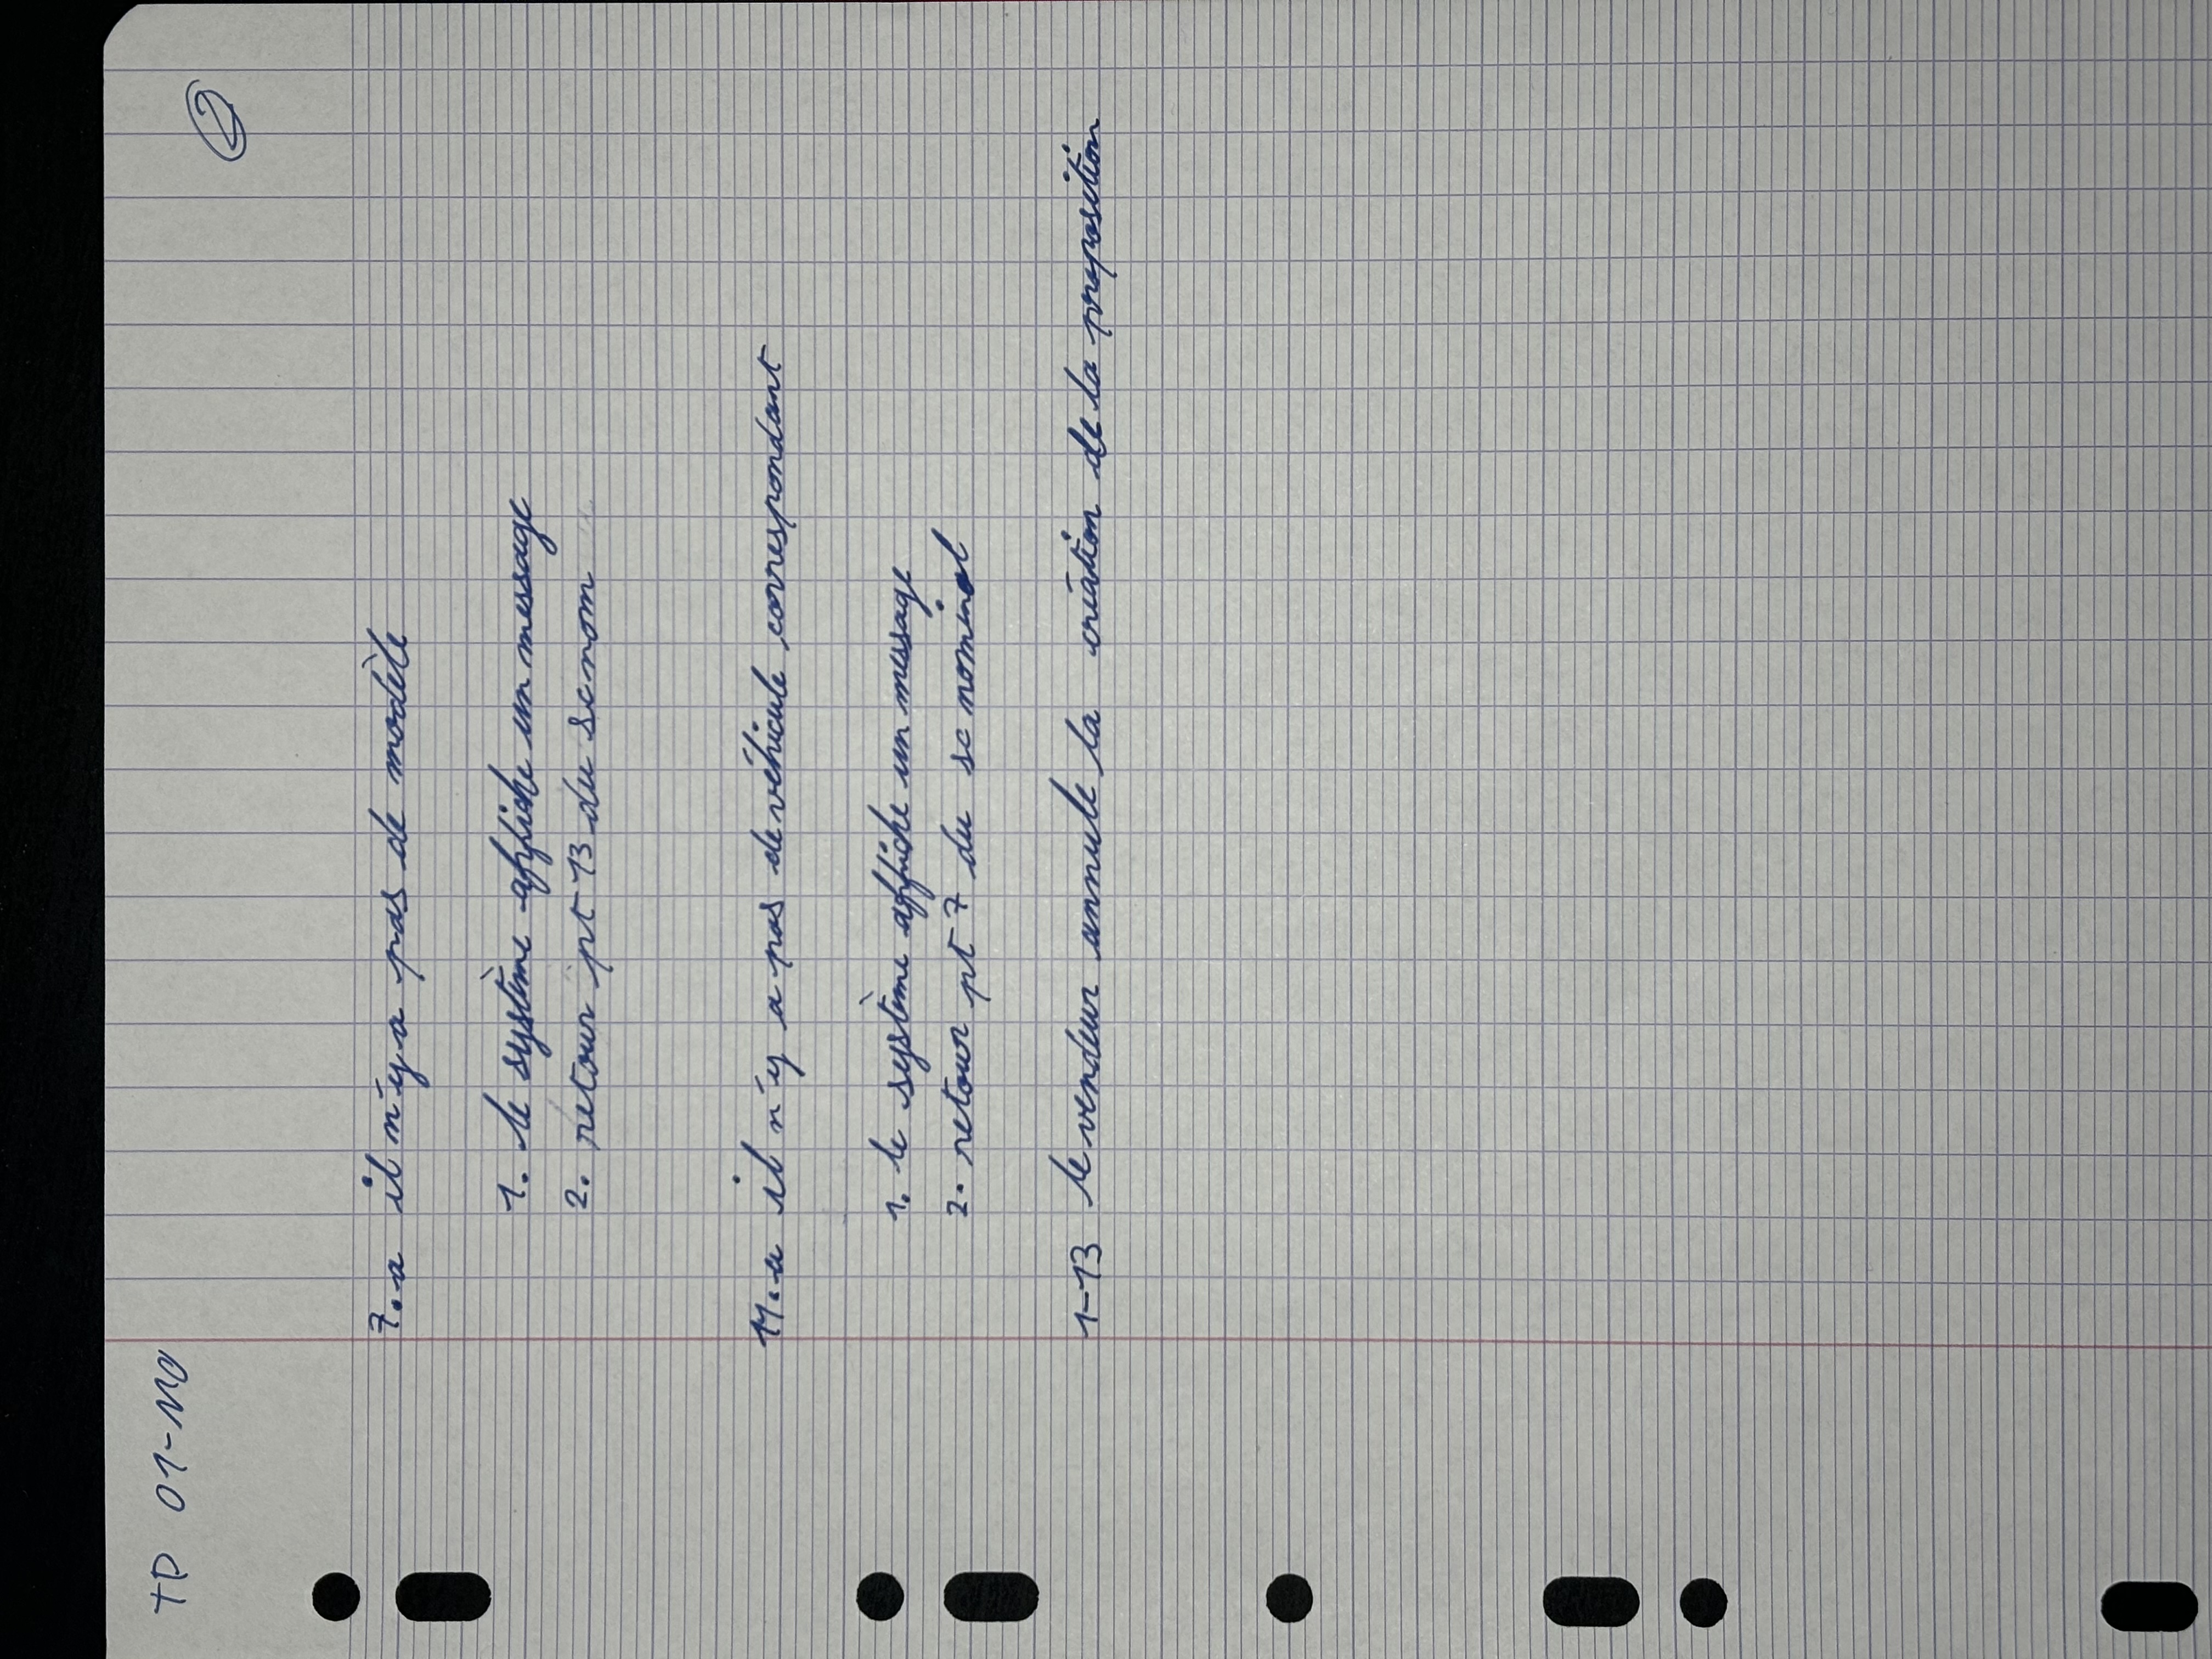 TD 01-MO
2
7.a il n'y a pas de modèle
1. le système affiche un message
2. retour pt 13 du sc nom
11.a il n'y a pas de véhicule correspondant
1. le système affiche un message
2. retour pt 7 du sc nominal
1-13 le vendeur annule la création de la proposition